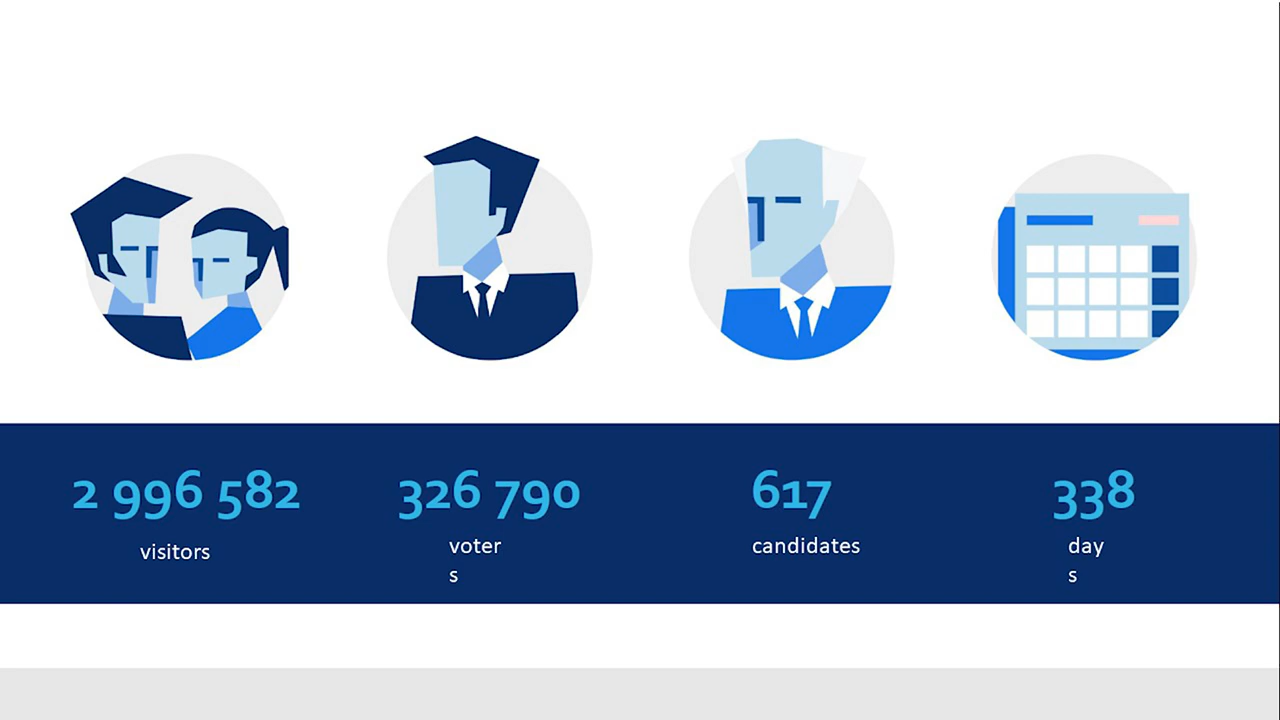 2 996 582
visitors
326 790
voter
s
617
candidates
338
day
s